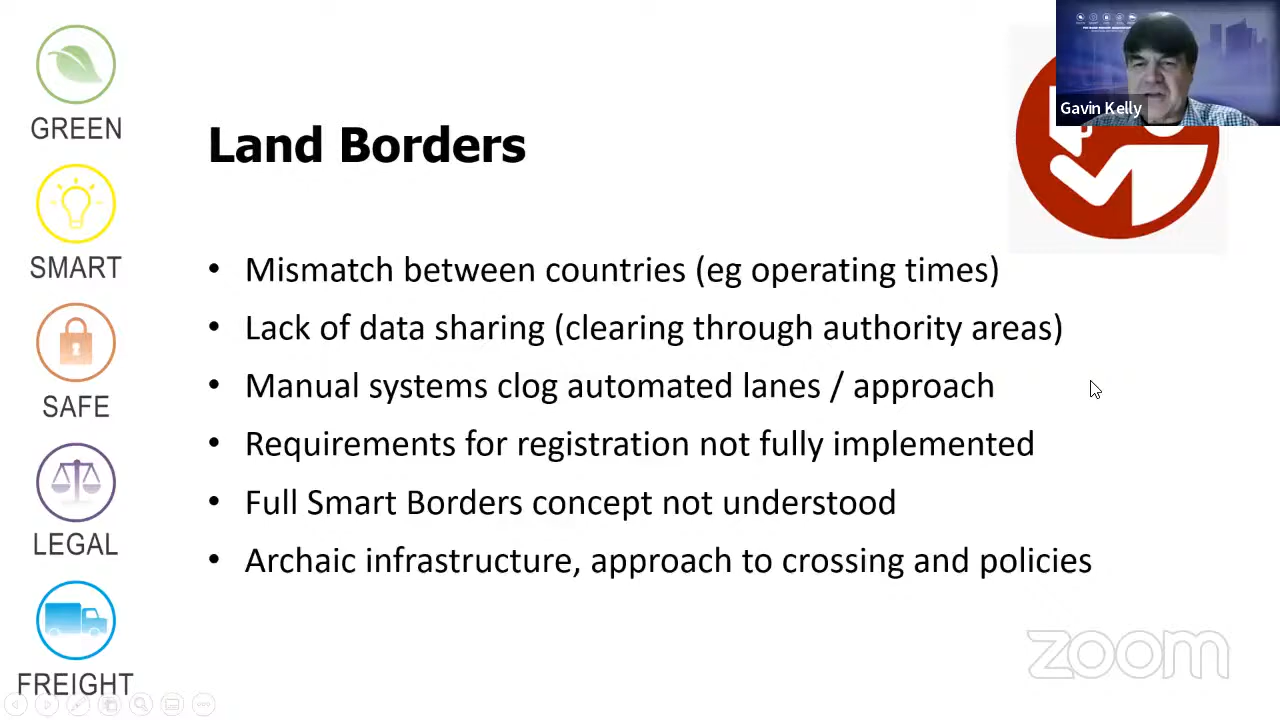 GREEN
SMART
SAFE
LEGAL
FREIGHT
Land Borders
• Mismatch between countries (eg operating times)
• Lack of data sharing (clearing through authority areas)
• Manual systems clog automated lanes / approach
• Requirements for registration not fully implemented
• Full Smart Borders concept not understood
• Archaic infrastructure, approach to crossing and policies
Gavin Kelly
zoom